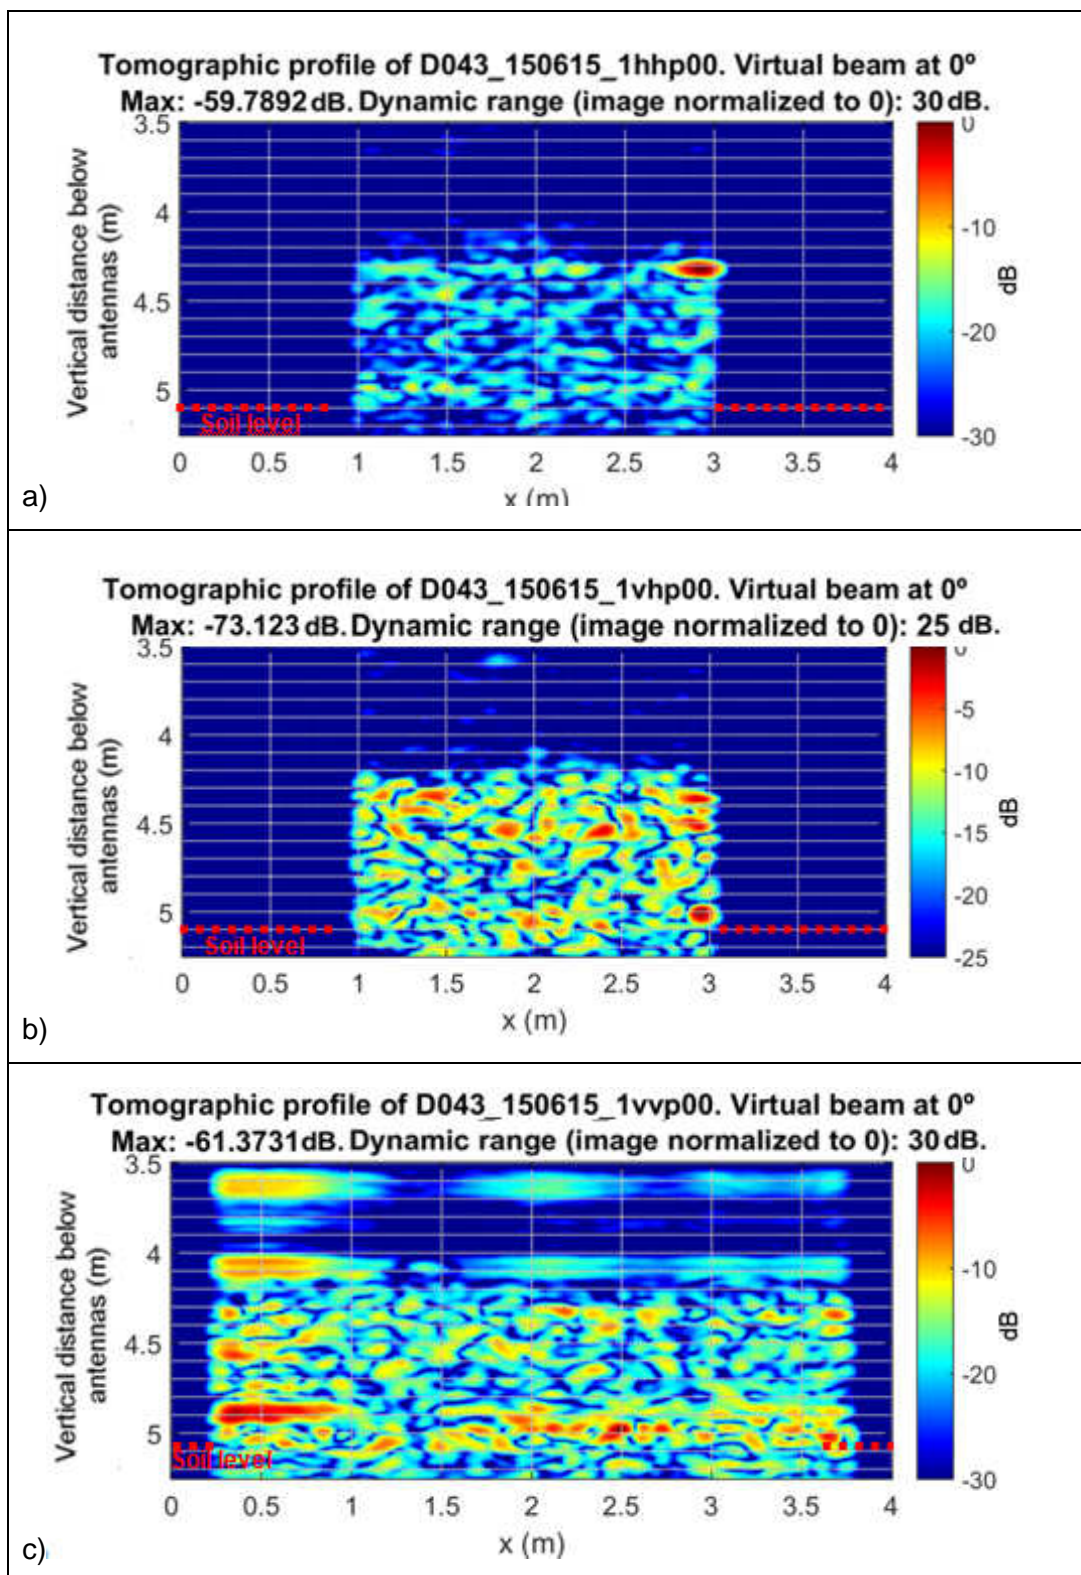 Tomographic profile of D043_150615_1hhp00. Virtual beam at 0º
Max: -59.7892 dB. Dynamic range (image normalized to 0): 30 dB.
3.5
4
4.5
5
Vertical distance below
antennas (m)
Soil level
0 0.5 1 1.5 2 2.5 3 3.5 4
x (m)
0
-10
-20
-30
dB
a)
Tomographic profile of D043_150615_1vhp00. Virtual beam at 0º
Max: -73.123 dB. Dynamic range (image normalized to 0): 25 dB.
3.5
4
4.5
5
Vertical distance below
antennas (m)
Soil level
0 0.5 1 1.5 2 2.5 3 3.5 4
x (m)
0
-5
-10
-15
-20
-25
dB
b)
Tomographic profile of D043_150615_1vvp00. Virtual beam at 0º
Max: -61.3731 dB. Dynamic range (image normalized to 0): 30 dB.
3.5
4
4.5
5
Vertical distance below
antennas (m)
Soil level
0 0.5 1 1.5 2 2.5 3 3.5 4
x (m)
0
-10
-20
-30
dB
c)